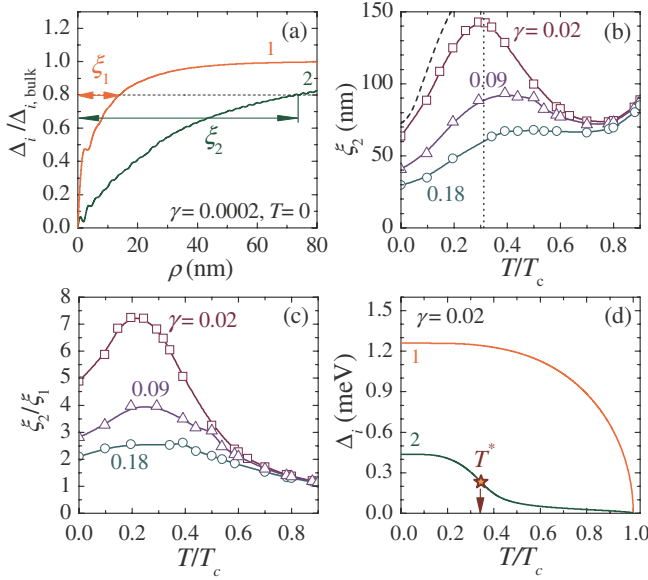 (a)
1.2
1.0
0.8
0.6
0.4
0.2
0.0
Δi /Δi, bulk
1
2
ξ1
ξ2
γ = 0.0002, T= 0
0 20 40 60 80
ρ (nm)
(b)
150
100
50
0
ξ2 (nm)
γ = 0.02
0.09
0.18
0.0 0.2 0.4 0.6 0.8
T/Tc
(c)
8
7
6
5
4
3
2
1
0
ξ2/ξ1
γ = 0.02
0.09
0.18
0.0 0.2 0.4 0.6 0.8
T/Tc
(d)
γ = 0.02
1.5
1.2
0.9
0.6
0.3
0.0
Δi (meV)
1
2
T*
0.0 0.2 0.4 0.6 0.8 1.0
T/Tc